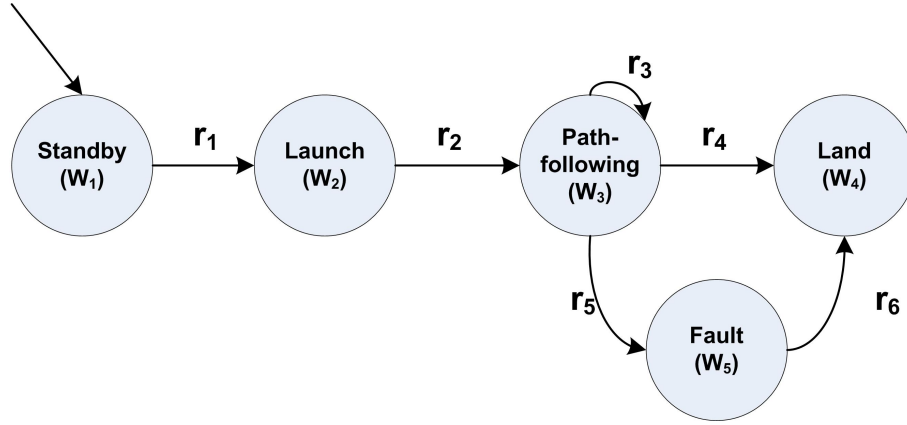 Standby
(W₁)
r₁
Launch
(W₂)
r₂
r₃
Path-
following
(W₃)
r₄
Land
(W₄)
r₅
Fault
(W₅)
r₆